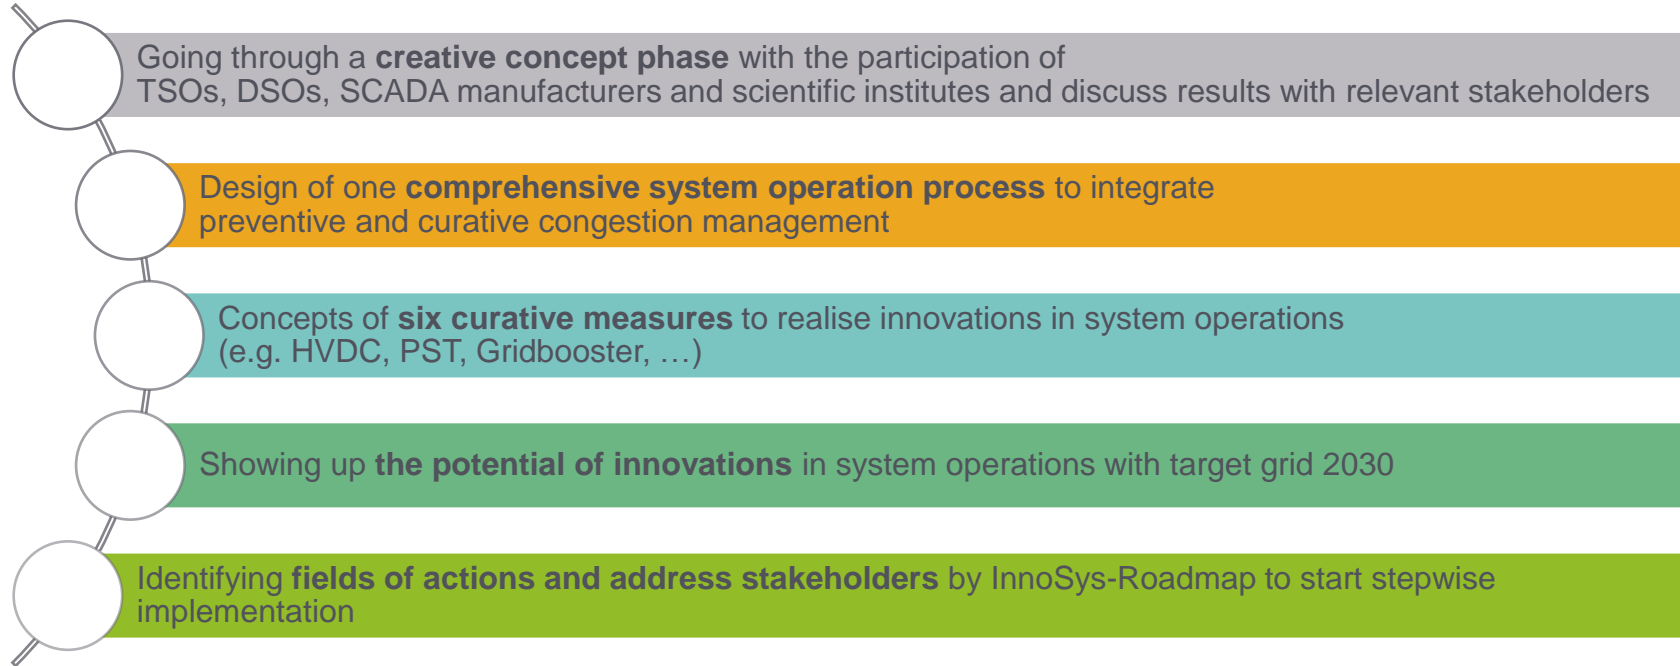 Going through a creative concept phase with the participation of
TSOs, DSOs, SCADA manufacturers and scientific institutes and discuss results with relevant stakeholders
Design of one comprehensive system operation process to integrate
preventive and curative congestion management
Concepts of six curative measures to realise innovations in system operations
(e.g. HVDC, PST, Gridbooster, …)
Showing up the potential of innovations in system operations with target grid 2030
Identifying fields of actions and address stakeholders by InnoSys-Roadmap to start stepwise
implementation